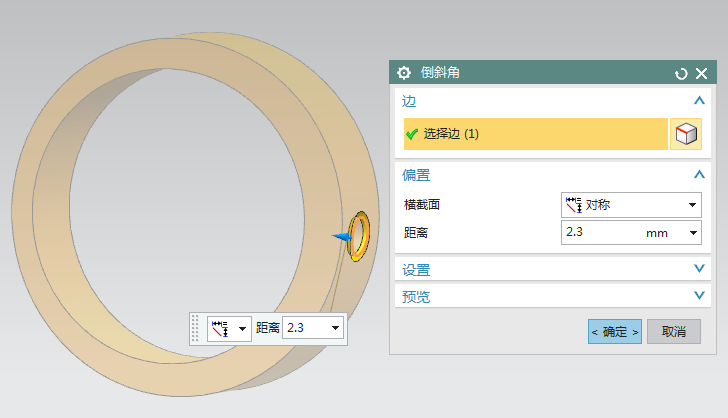 倒斜角
边
选择边 (1)
偏置
横截面
对称
距离
2.3 mm
设置
预览
< 确定 >
取消
距离 2.3